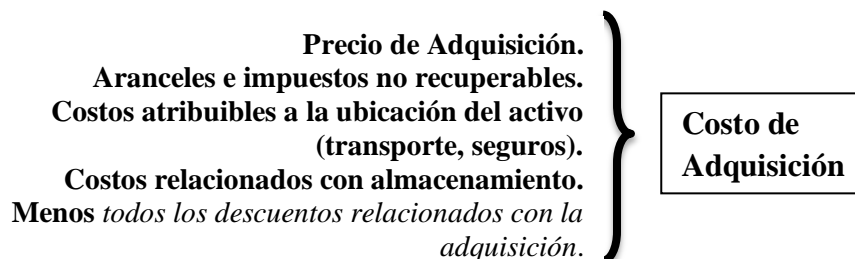 Precio de Adquisición.
Aranceles e impuestos no recuperables.
Costos atribuibles a la ubicación del activo
(transporte, seguros).
Costos relacionados con almacenamiento.
Menos todos los descuentos relacionados con la
adquisición.
Costo de
Adquisición